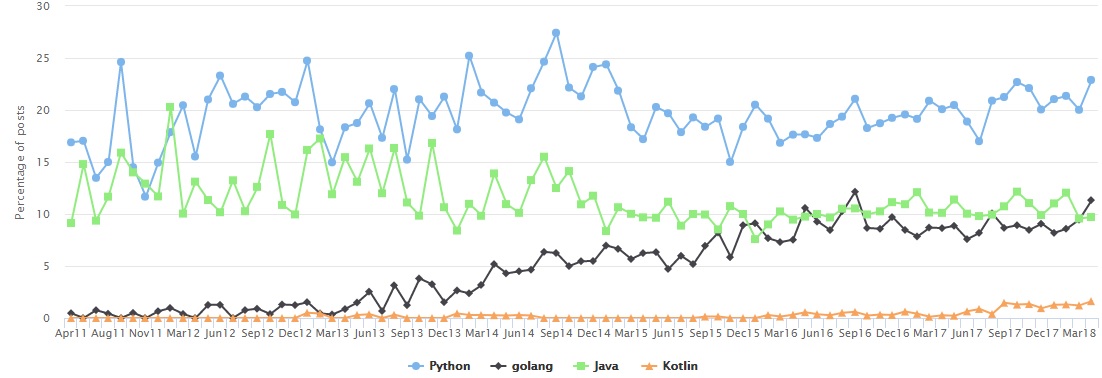 30
25
20
15
10
5
0
Percentage of posts
Apr11 Aug11 Nov11 Mar12 Jun12 Sep12 Dec12 Mar13 Jun13 Sep13 Dec13 Mar14 Jun14 Sep14 Dec14 Mar15 Jun15 Sep15 Dec15 Mar16 Jun16 Sep16 Dec16 Mar17 Jun17 Sep17 Dec17 Mar18
Python golang Java Kotlin